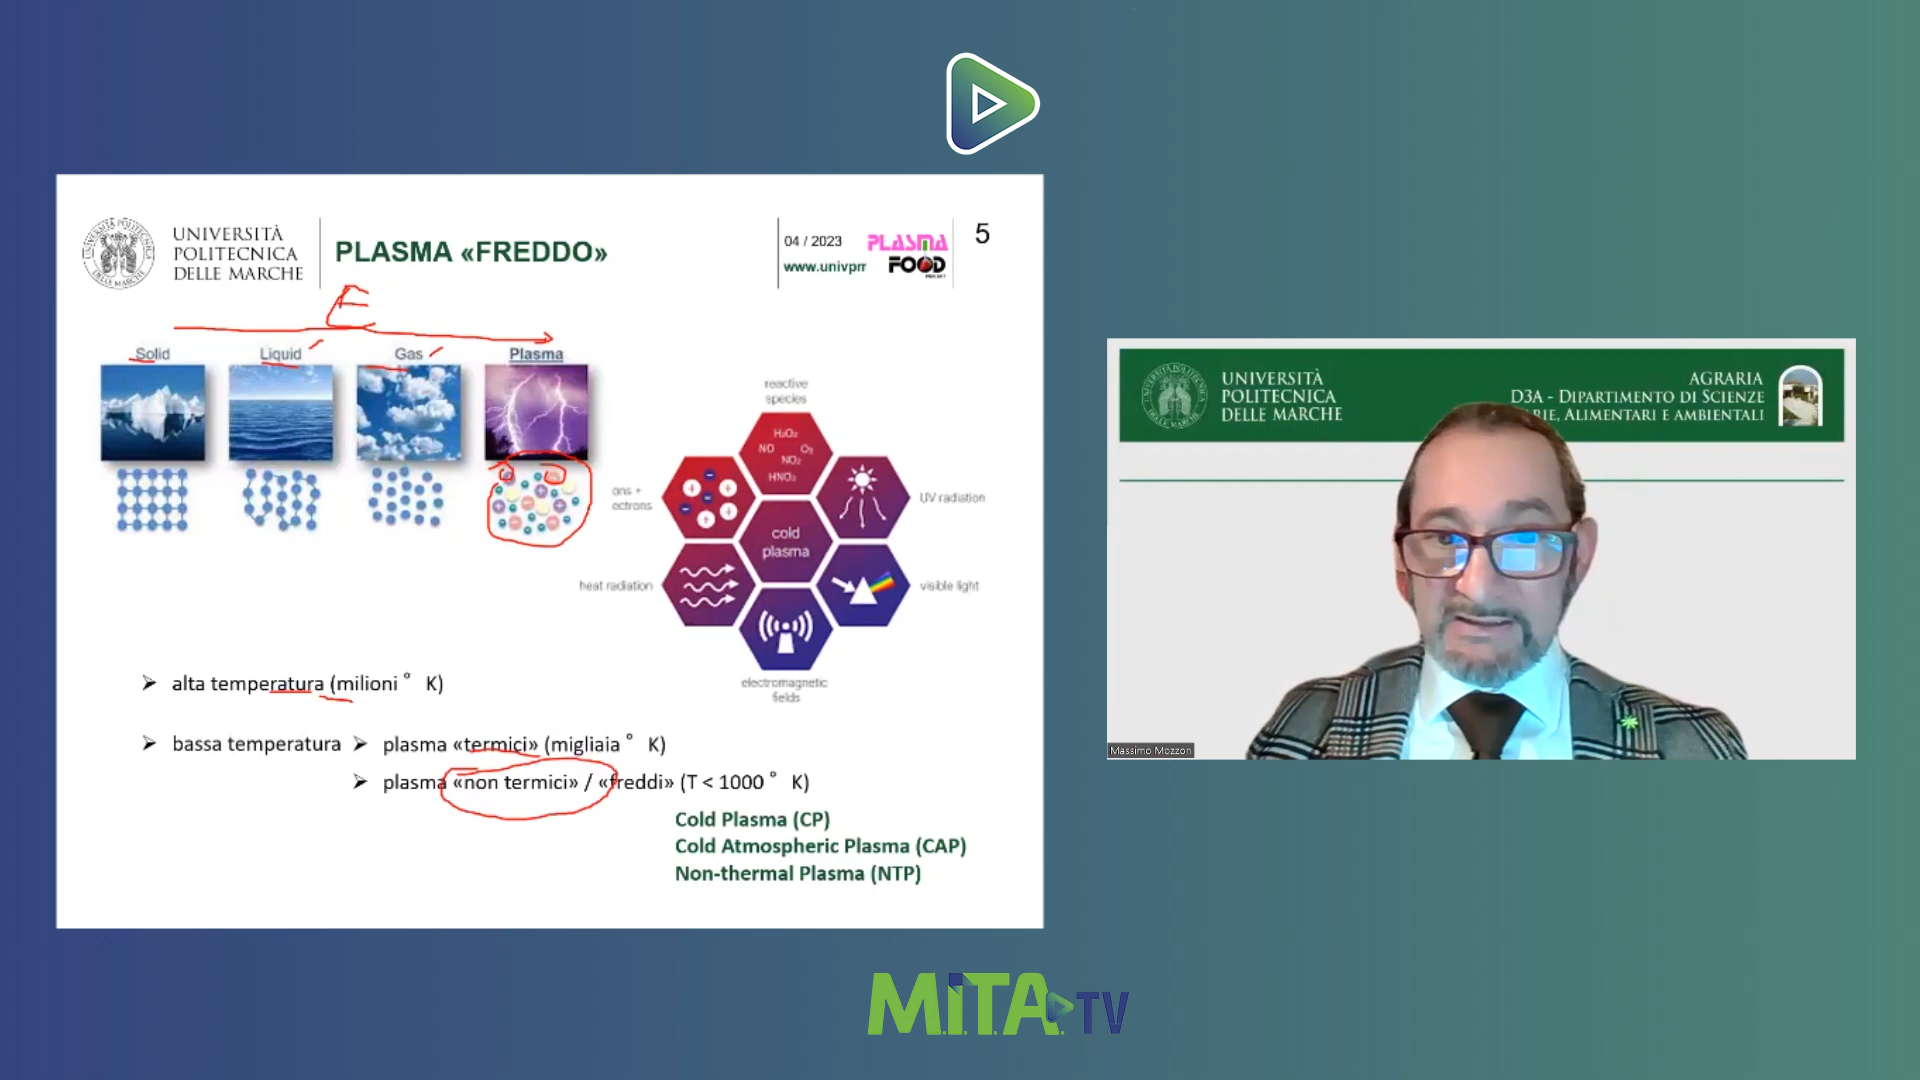 UNIVERSITÀ
POLITECNICA
DELLE MARCHE
PLASMA «FREDDO»
04 / 2023
www.univpm
PLASMA
FOOD
5
E
Solid
Liquid
Gas
Plasma
reactive
species
H₂O₂
NO
O₃
NO₂
HNO₃
ons +
ectrons
UV radiation
cold
plasma
heat radiation
visible light
electromagnetic
fields
➢ alta temperatura (milioni ° K)
➢ bassa temperatura ➢ plasma «termici» (migliaia ° K)
➢ plasma «non termici» / «freddi» (T < 1000 ° K)
Cold Plasma (CP)
Cold Atmospheric Plasma (CAP)
Non-thermal Plasma (NTP)
UNIVERSITÀ
POLITECNICA
DELLE MARCHE
AGRARIA
D3A - DIPARTIMENTO DI SCIENZE
RIE, ALIMENTARI E AMBIENTALI
Massimo Mozzon
M.I.T.A. TV